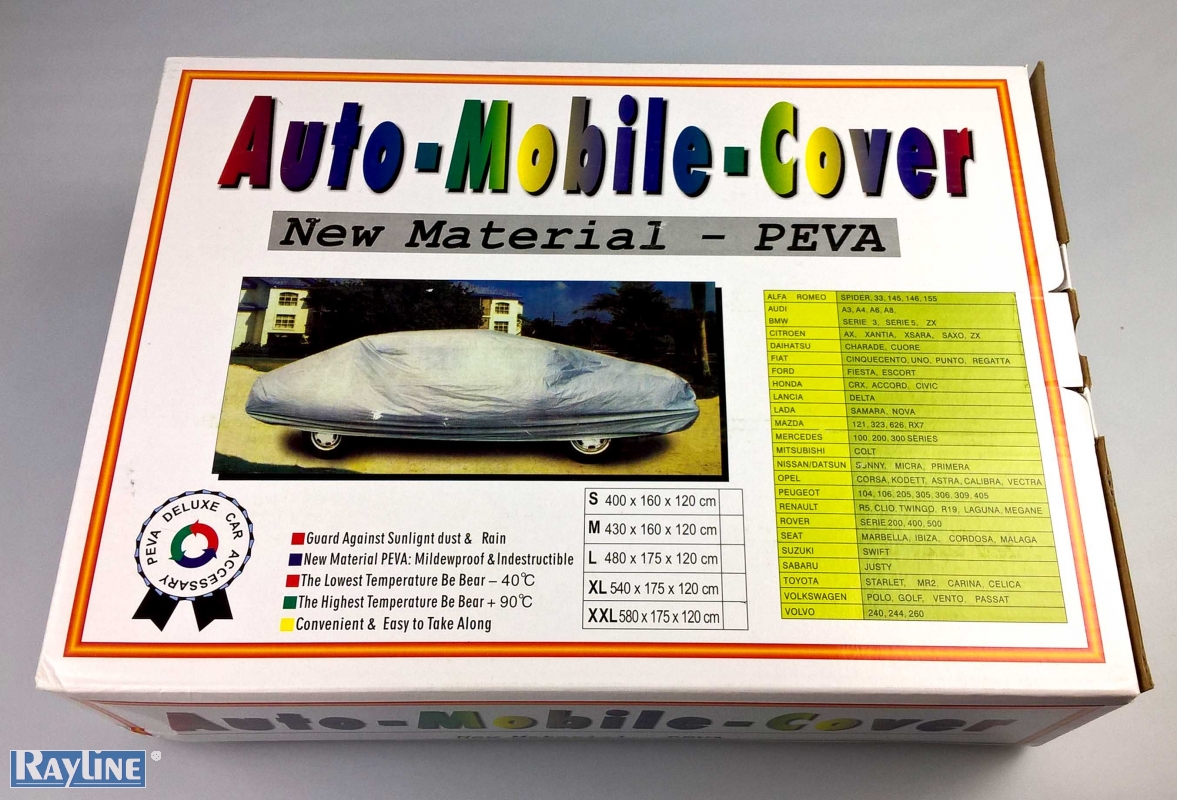 Auto-Mobile-Cover
New Material - PEVA
ALFA ROMEO SPIDER, 33, 145, 146, 155
AUDI A3, A4, A6, A8,
BMW SERIE 3, SERIE 5, ZX
CITROEN AX, XANTIA, XSARA, SAXO, ZX
DAIHATSU CHARADE, CUORE
FIAT CINQUECENTO, UNO, PUNTO, REGATTA
FORD FIESTA, ESCORT
HONDA CRX, ACCORD, CIVIC
LANCIA DELTA
LADA SAMARA, NOVA
MAZDA 121, 323, 626, RX7
MERCEDES 100, 200, 300 SERIES
MITSUBISHI COLT
NISSAN/DATSUN SUNNY, MICRA, PRIMERA
OPEL CORSA, KODETT, ASTRA, CALIBRA, VECTRA
PEUGEOT 104, 106, 205, 305, 306, 309, 405
RENAULT R5, CLIO, TWINGO, R19, LAGUNA, MEGANE
ROVER SERIE 200, 400, 500
SEAT MARBELLA, IBIZA, CORDOSA, MALAGA
SUZUKI SWIFT
SABARU JUSTY
TOYOTA STARLET, MR2, CARINA, CELICA
VOLKSWAGEN POLO, GOLF, VENTO, PASSAT
VOLVO 240, 244, 260
S 400 x 160 x 120 cm
M 430 x 160 x 120 cm
L 480 x 175 x 120 cm
XL 540 x 175 x 120 cm
XXL 580 x 175 x 120 cm
PEVA DELUXE CAR ACCESSARY
Guard Against Sunlignt dust & Rain
New Material PEVA: Mildewproof & Indestructible
The Lowest Temperature Be Bear – 40℃
The Highest Temperature Be Bear + 90℃
Convenient & Easy to Take Along
Auto-Mobile-Cover
New Material - PEVA
RAYLINE®